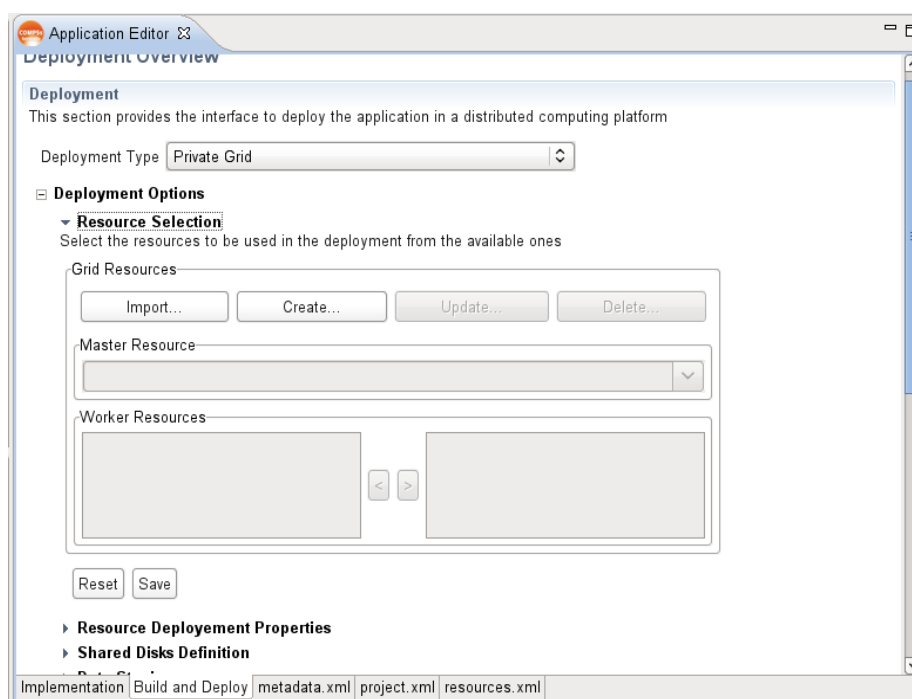 COMPSs Application Editor
Deployment Overview
Deployment
This section provides the interface to deploy the application in a distributed computing platform
Deployment Type Private Grid
Deployment Options
Resource Selection
Select the resources to be used in the deployment from the available ones
Grid Resources
Import... Create... Update... Delete...
Master Resource
Worker Resources
< >
Reset Save
Resource Deployement Properties
Shared Disks Definition
Implementation Build and Deploy metadata.xml project.xml resources.xml